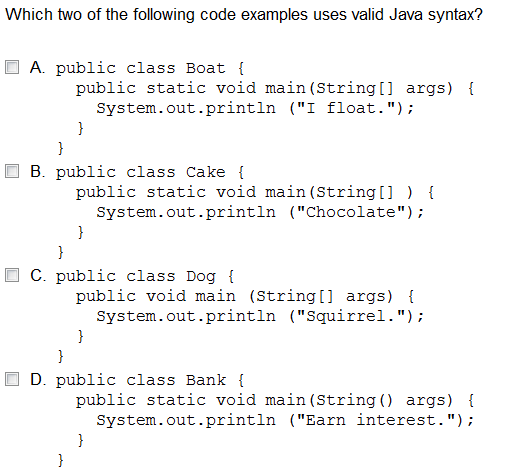 Which two of the following code examples uses valid Java syntax?
A. public class Boat {
public static void main(String[] args) {
System.out.println ("I float.");
}
}
B. public class Cake {
public static void main(String[] ) {
System.out.println ("Chocolate");
}
}
C. public class Dog {
public void main (String[] args) {
System.out.println ("Squirrel.");
}
}
D. public class Bank {
public static void main(String() args) {
System.out.println ("Earn interest.");
}
}